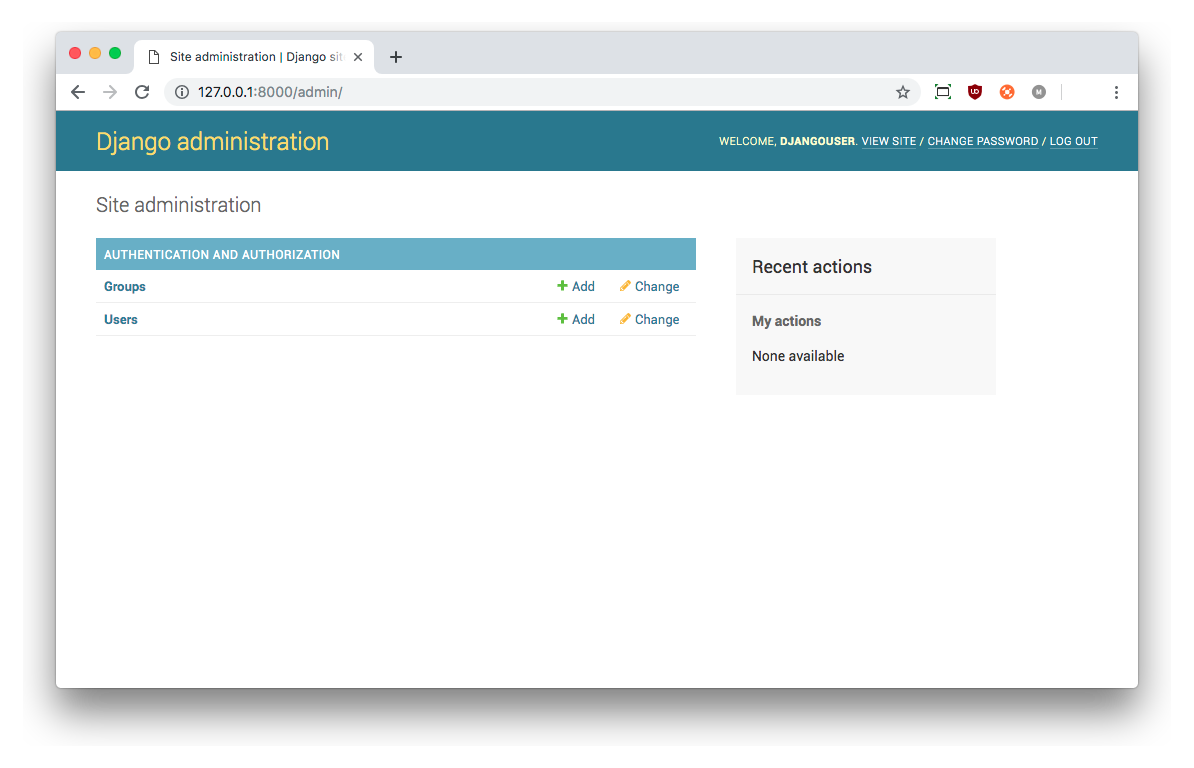 Site administration | Django sit
127.0.0.1:8000/admin/
UD
M
Django administration
WELCOME, DJANGOUSER. VIEW SITE / CHANGE PASSWORD / LOG OUT
Site administration
AUTHENTICATION AND AUTHORIZATION
Groups Add Change
Users Add Change
Recent actions
My actions
None available